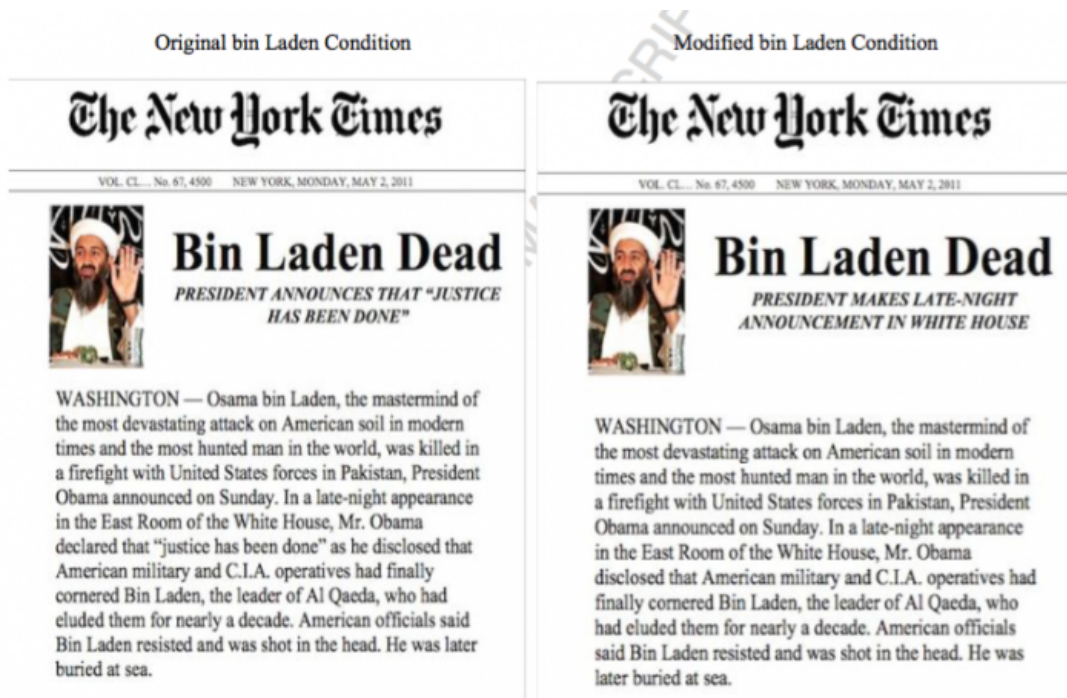 Original bin Laden Condition
The New York Times
VOL. CL... No. 67, 4500 NEW YORK, MONDAY, MAY 2, 2011
Bin Laden Dead
PRESIDENT ANNOUNCES THAT “JUSTICE
HAS BEEN DONE”
WASHINGTON — Osama bin Laden, the mastermind of
the most devastating attack on American soil in modern
times and the most hunted man in the world, was killed in
a firefight with United States forces in Pakistan, President
Obama announced on Sunday. In a late-night appearance
in the East Room of the White House, Mr. Obama
declared that “justice has been done” as he disclosed that
American military and C.I.A. operatives had finally
cornered Bin Laden, the leader of Al Qaeda, who had
eluded them for nearly a decade. American officials said
Bin Laden resisted and was shot in the head. He was later
buried at sea.
Modified bin Laden Condition
The New York Times
VOL. CL... No. 67, 4500 NEW YORK, MONDAY, MAY 2, 2011
Bin Laden Dead
PRESIDENT MAKES LATE-NIGHT
ANNOUNCEMENT IN WHITE HOUSE
WASHINGTON — Osama bin Laden, the mastermind of
the most devastating attack on American soil in modern
times and the most hunted man in the world, was killed in
a firefight with United States forces in Pakistan, President
Obama announced on Sunday. In a late-night appearance
in the East Room of the White House, Mr. Obama
disclosed that American military and C.I.A. operatives had
finally cornered Bin Laden, the leader of Al Qaeda, who
had eluded them for nearly a decade. American officials
said Bin Laden resisted and was shot in the head. He was
later buried at sea.